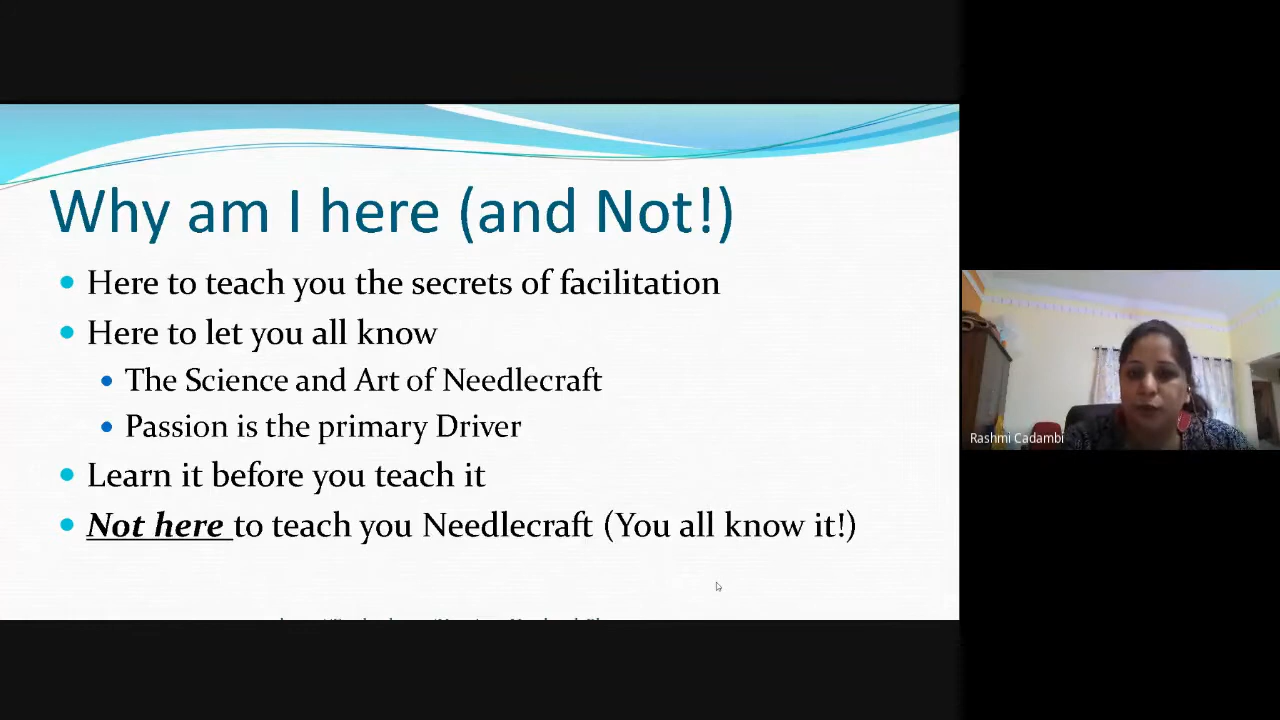 Why am I here (and Not!)
Here to teach you the secrets of facilitation
Here to let you all know
The Science and Art of Needlecraft
Passion is the primary Driver
Learn it before you teach it
Not here to teach you Needlecraft (You all know it!)
Rashmi Cadambi